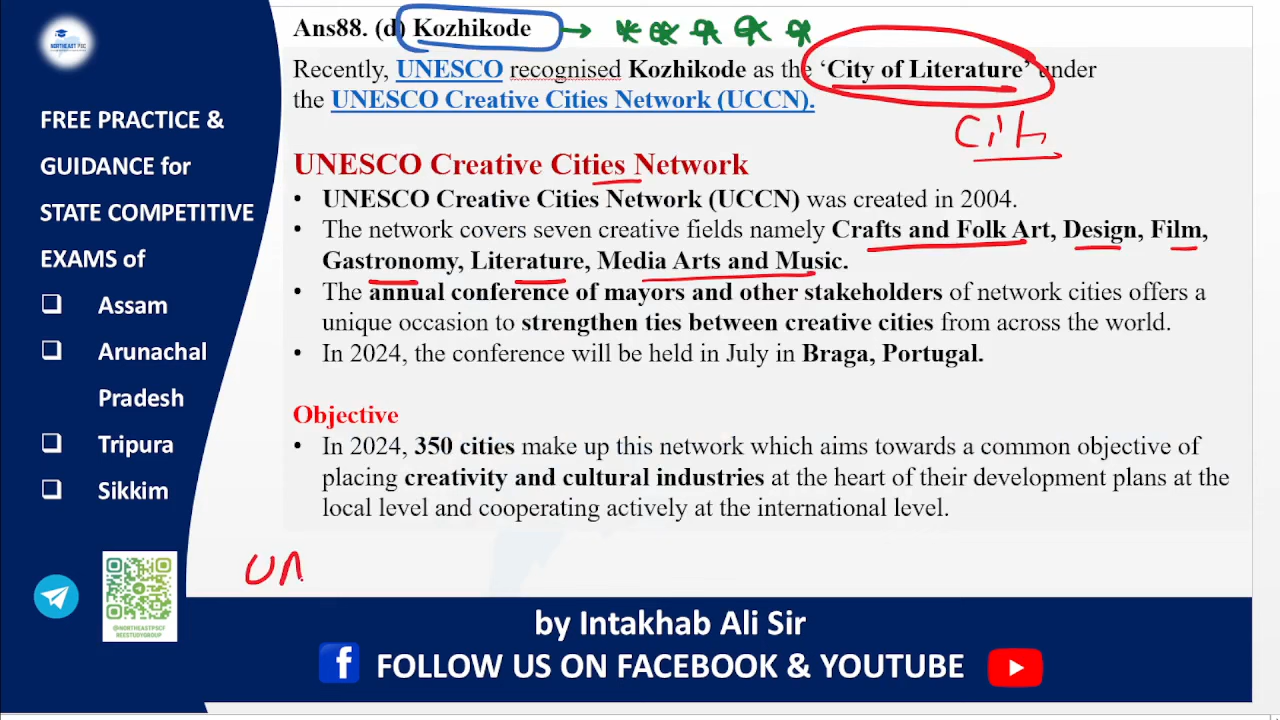 NORTHEAST PSC
FREE PRACTICE &
GUIDANCE for
STATE COMPETITIVE
EXAMS of
❑ Assam
❑ Arunachal
Pradesh
❑ Tripura
❑ Sikkim
@NORTHEASTPSCF
REESTUDYGROUP
Ans88. (d) Kozhikode
Recently, UNESCO recognised Kozhikode as the ‘City of Literature’ under
the UNESCO Creative Cities Network (UCCN).
UNESCO Creative Cities Network
• UNESCO Creative Cities Network (UCCN) was created in 2004.
• The network covers seven creative fields namely Crafts and Folk Art, Design, Film,
Gastronomy, Literature, Media Arts and Music.
• The annual conference of mayors and other stakeholders of network cities offers a
unique occasion to strengthen ties between creative cities from across the world.
• In 2024, the conference will be held in July in Braga, Portugal.
Objective
• In 2024, 350 cities make up this network which aims towards a common objective of
placing creativity and cultural industries at the heart of their development plans at the
local level and cooperating actively at the international level.
UN
by Intakhab Ali Sir
FOLLOW US ON FACEBOOK & YOUTUBE